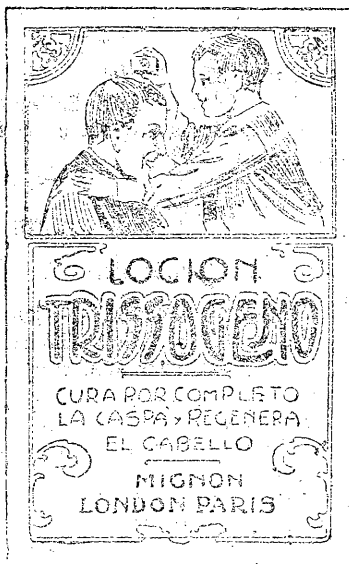 LOCION
TRISSOGENO
CURA POR COMPLETO
LA CASPA y REGENERA
EL CABELLO
MIGNON
LONDON PARIS